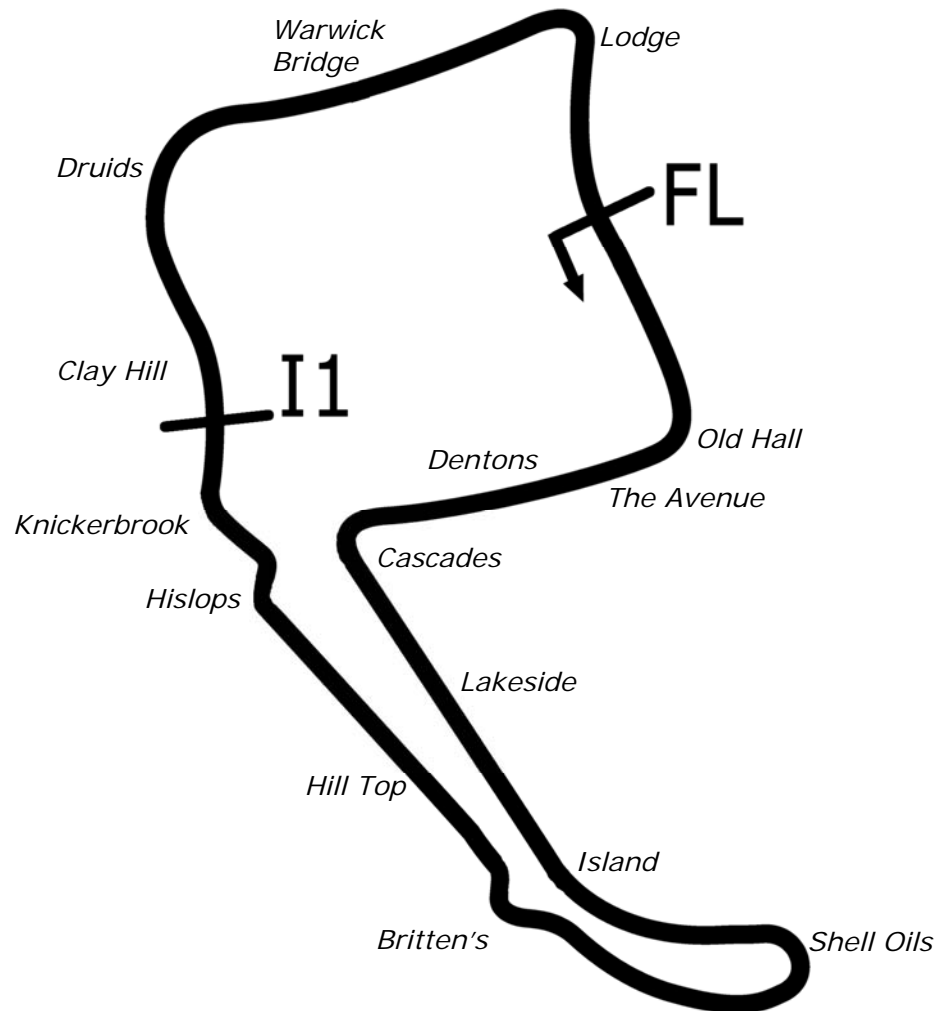 Warwick
Bridge
Lodge
Druids
FL
Clay Hill
I1
Old Hall
Dentons
The Avenue
Knickerbrook
Cascades
Hislops
Lakeside
Hill Top
Island
Britten's
Shell Oils